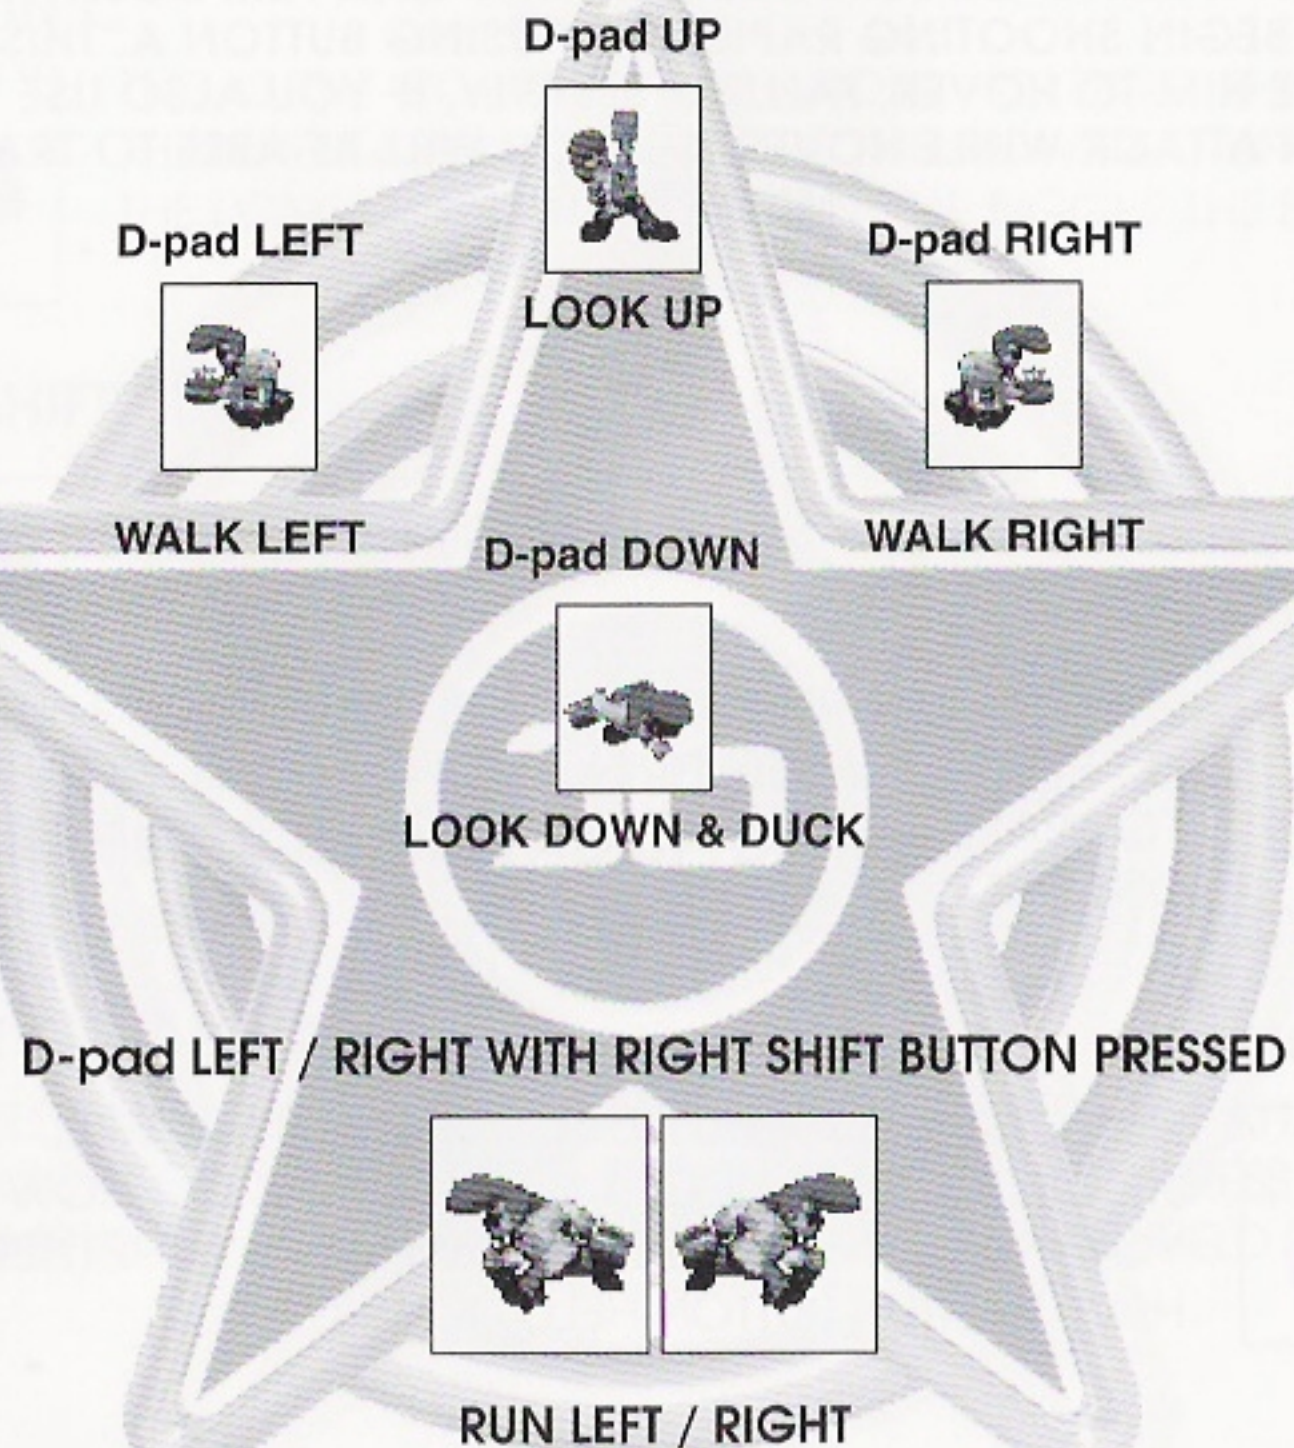 D-pad UP
LOOK UP
D-pad LEFT
WALK LEFT
D-pad RIGHT
WALK RIGHT
D-pad DOWN
LOOK DOWN & DUCK
D-pad LEFT / RIGHT WITH RIGHT SHIFT BUTTON PRESSED
RUN LEFT / RIGHT